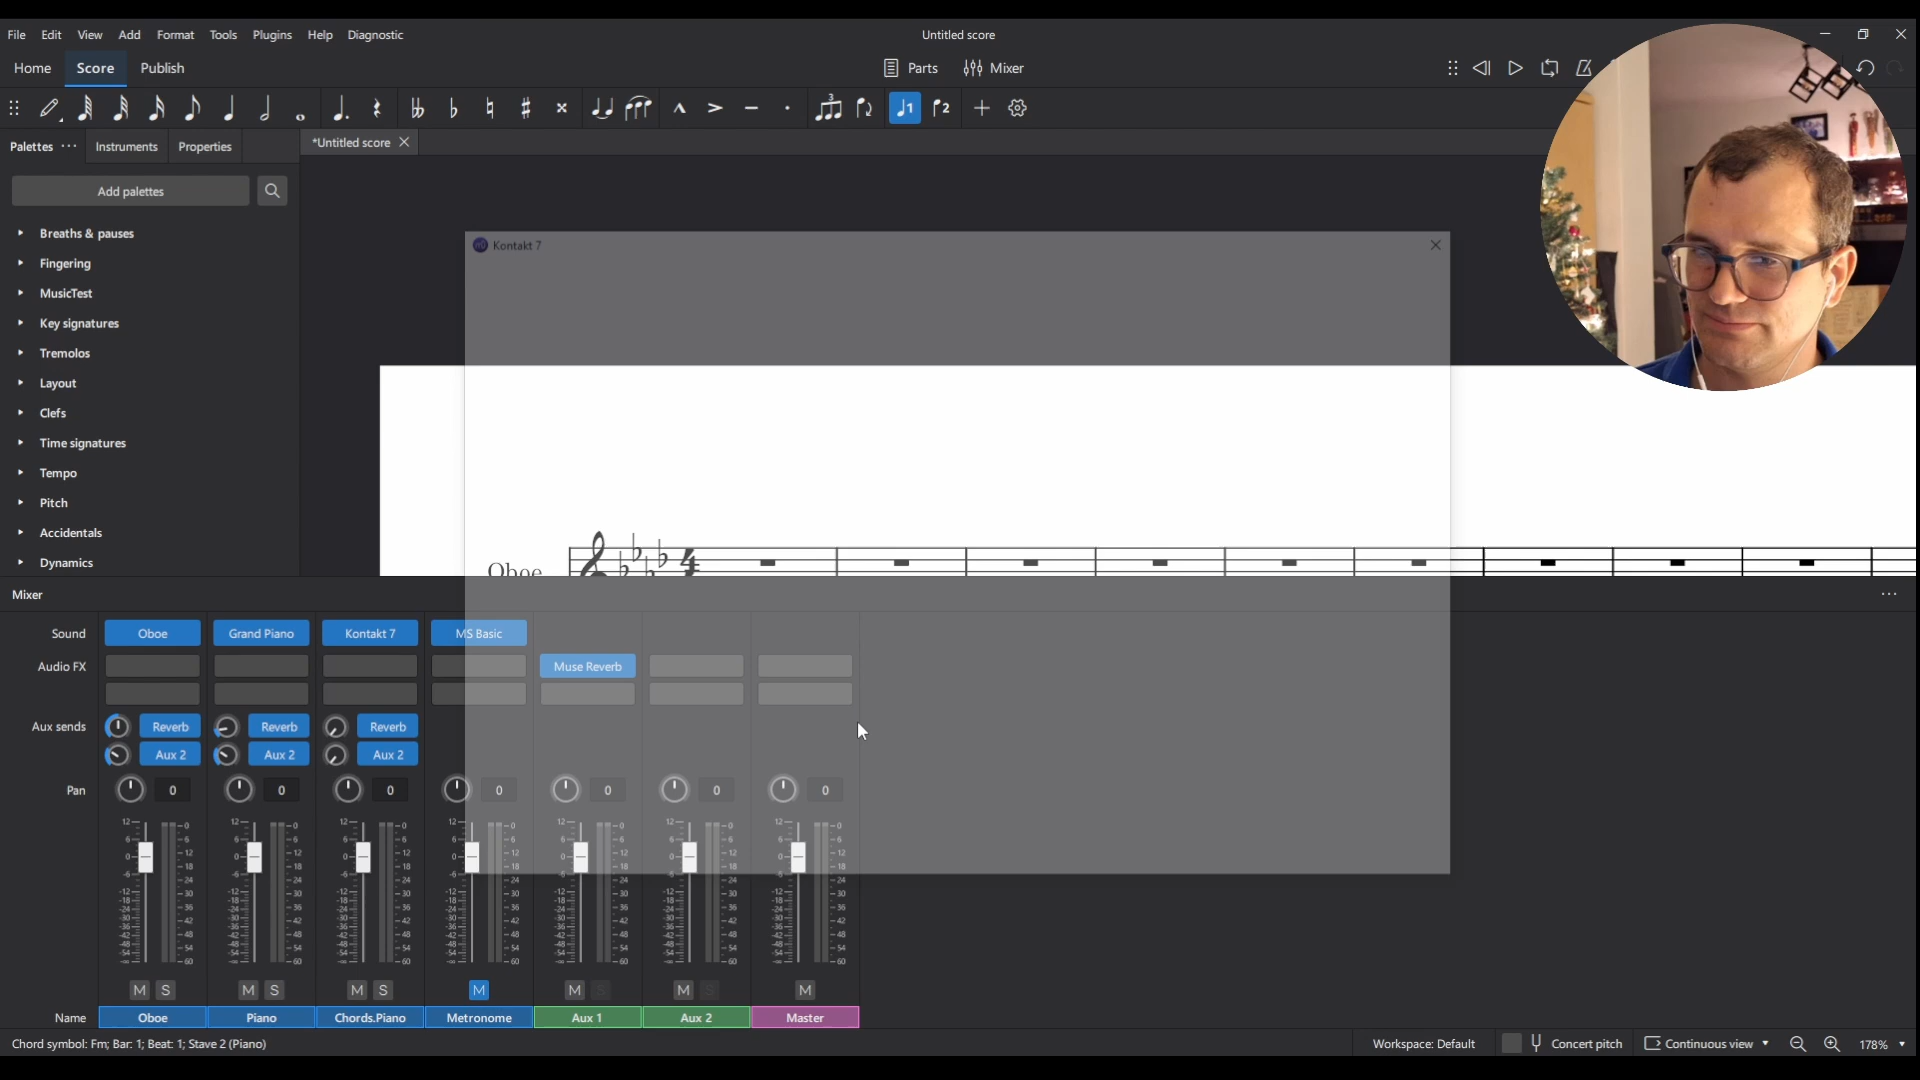 File Edit View Add Format Tools Plugins Help Diagnostic
Untitled score
Home Score Publish
Parts Mixer
Palettes ··· Instruments Properties
*Untitled score
Add palettes
Breaths & pauses
Fingering
MusicTest
Key signatures
Tremolos
Layout
Clefs
Time signatures
Tempo
Pitch
Accidentals
Dynamics
Kontakt 7
Oboe
Mixer
Sound Oboe Grand Piano Kontakt 7 MS Basic
Audio FX Muse Reverb
Aux sends Reverb Reverb Reverb
Aux 2 Aux 2 Aux 2
Pan 0 0 0 0 0 0 0
M S M S M S M M S M S M
Name Oboe Piano Chords.Piano Metronome Aux 1 Aux 2 Master
Chord symbol: Fm; Bar: 1; Beat: 1; Stave 2 (Piano)
Workspace: Default Concert pitch Continuous view 178%